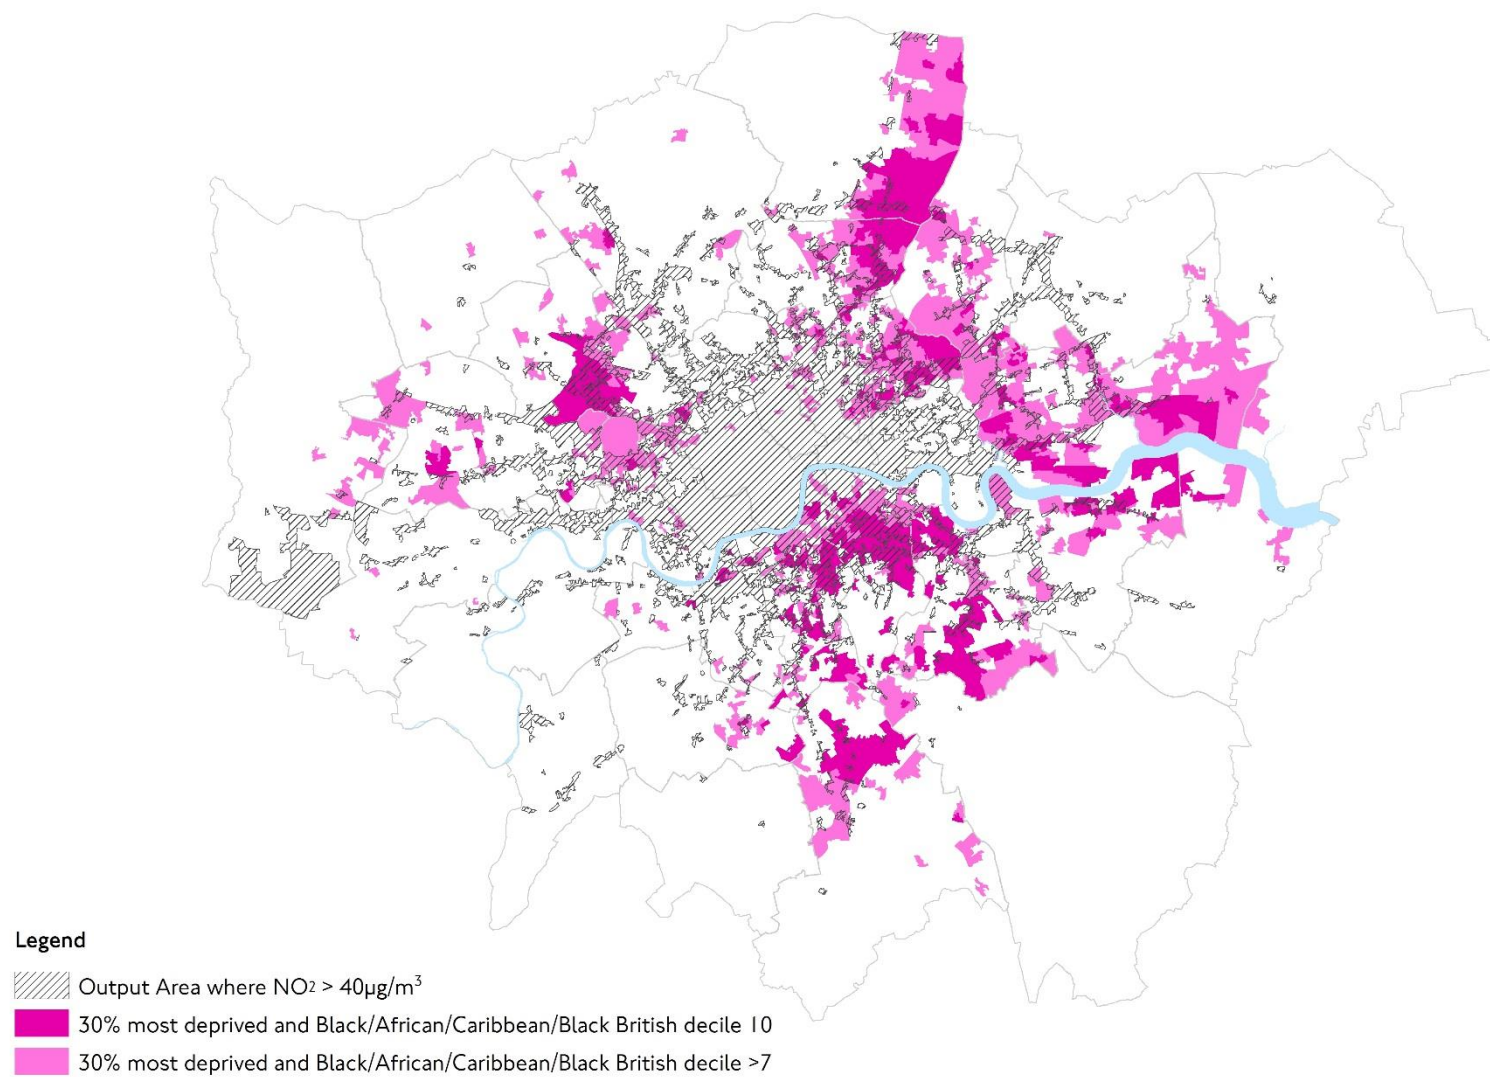 Legend
Output Area where NO2 > 40µg/m³
30% most deprived and Black/African/Caribbean/Black British decile 10
30% most deprived and Black/African/Caribbean/Black British decile >7